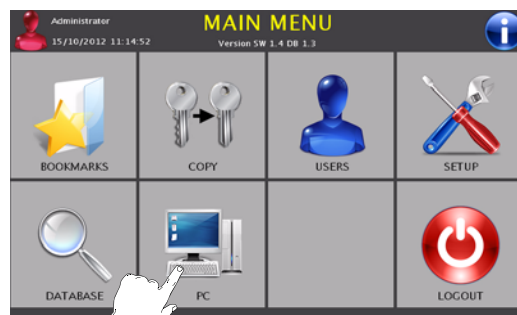 Administrator
MAIN MENU
15/10/2012 11:14:52
Version SW 1.4 DB 1.3
i
BOOKMARKS
COPY
USERS
SETUP
DATABASE
PC
LOGOUT